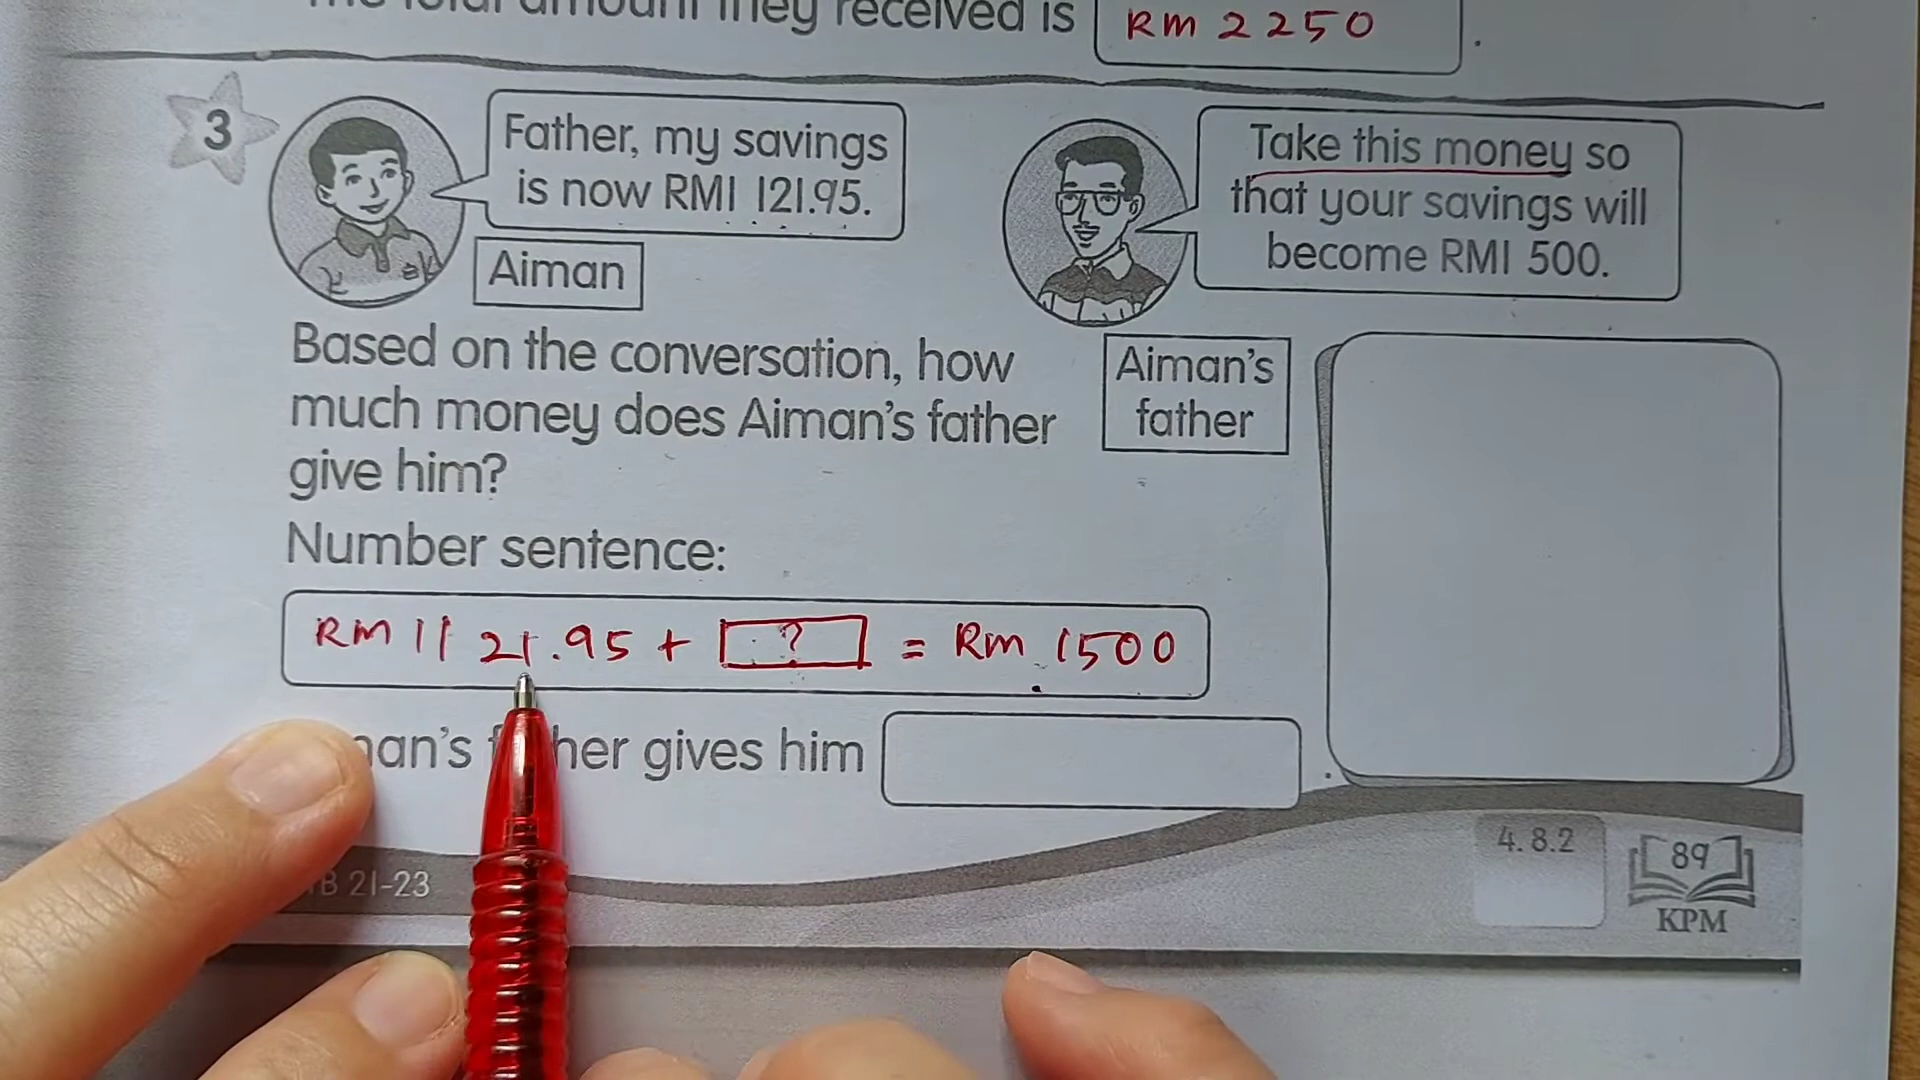 The total amount they received is Rm 2250 .
3
Father, my savings
is now RM1 121.95.
Aiman
Take this money so
that your savings will
become RM1 500.
Aiman's
father
Based on the conversation, how
much money does Aiman's father
give him?
Number sentence:
Rm 1121.95 + ? = Rm 1500
father gives him
21-23
4.8.2
89
KPM